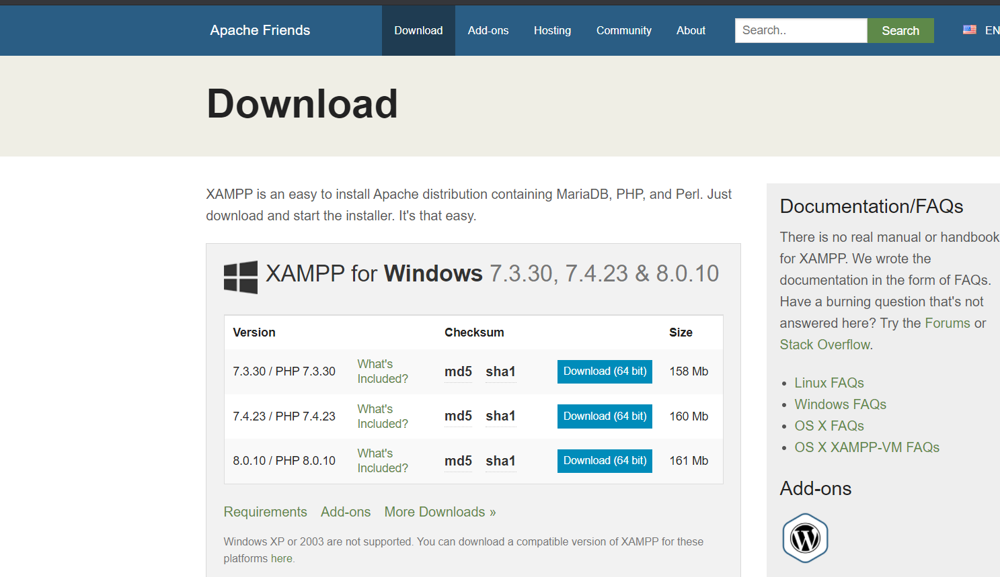 Apache Friends
Download
Add-ons
Hosting
Community
About
Search..
Search
EN
Download
XAMPP is an easy to install Apache distribution containing MariaDB, PHP, and Perl. Just
download and start the installer. It's that easy.
XAMPP for Windows 7.3.30, 7.4.23 & 8.0.10
Version Checksum Size
7.3.30 / PHP 7.3.30 What's Included? md5 sha1 Download (64 bit) 158 Mb
7.4.23 / PHP 7.4.23 What's Included? md5 sha1 Download (64 bit) 160 Mb
8.0.10 / PHP 8.0.10 What's Included? md5 sha1 Download (64 bit) 161 Mb
Requirements Add-ons More Downloads »
Windows XP or 2003 are not supported. You can download a compatible version of XAMPP for these
platforms here.
Documentation/FAQs
There is no real manual or handbook
for XAMPP. We wrote the
documentation in the form of FAQs.
Have a burning question that's not
answered here? Try the Forums or
Stack Overflow.
• Linux FAQs
• Windows FAQs
• OS X FAQs
• OS X XAMPP-VM FAQs
Add-ons